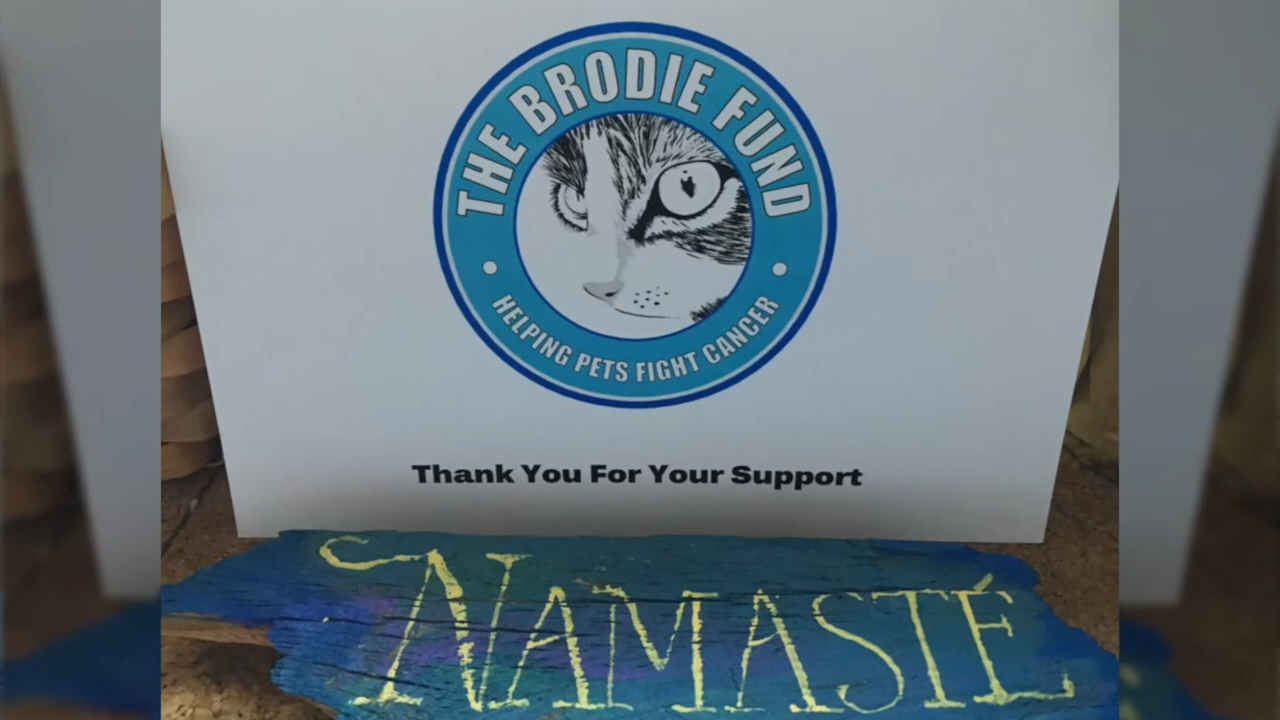 THE BRODIE FUND
HELPING PETS FIGHT CANCER
Thank You For Your Support
NAMASTÉ